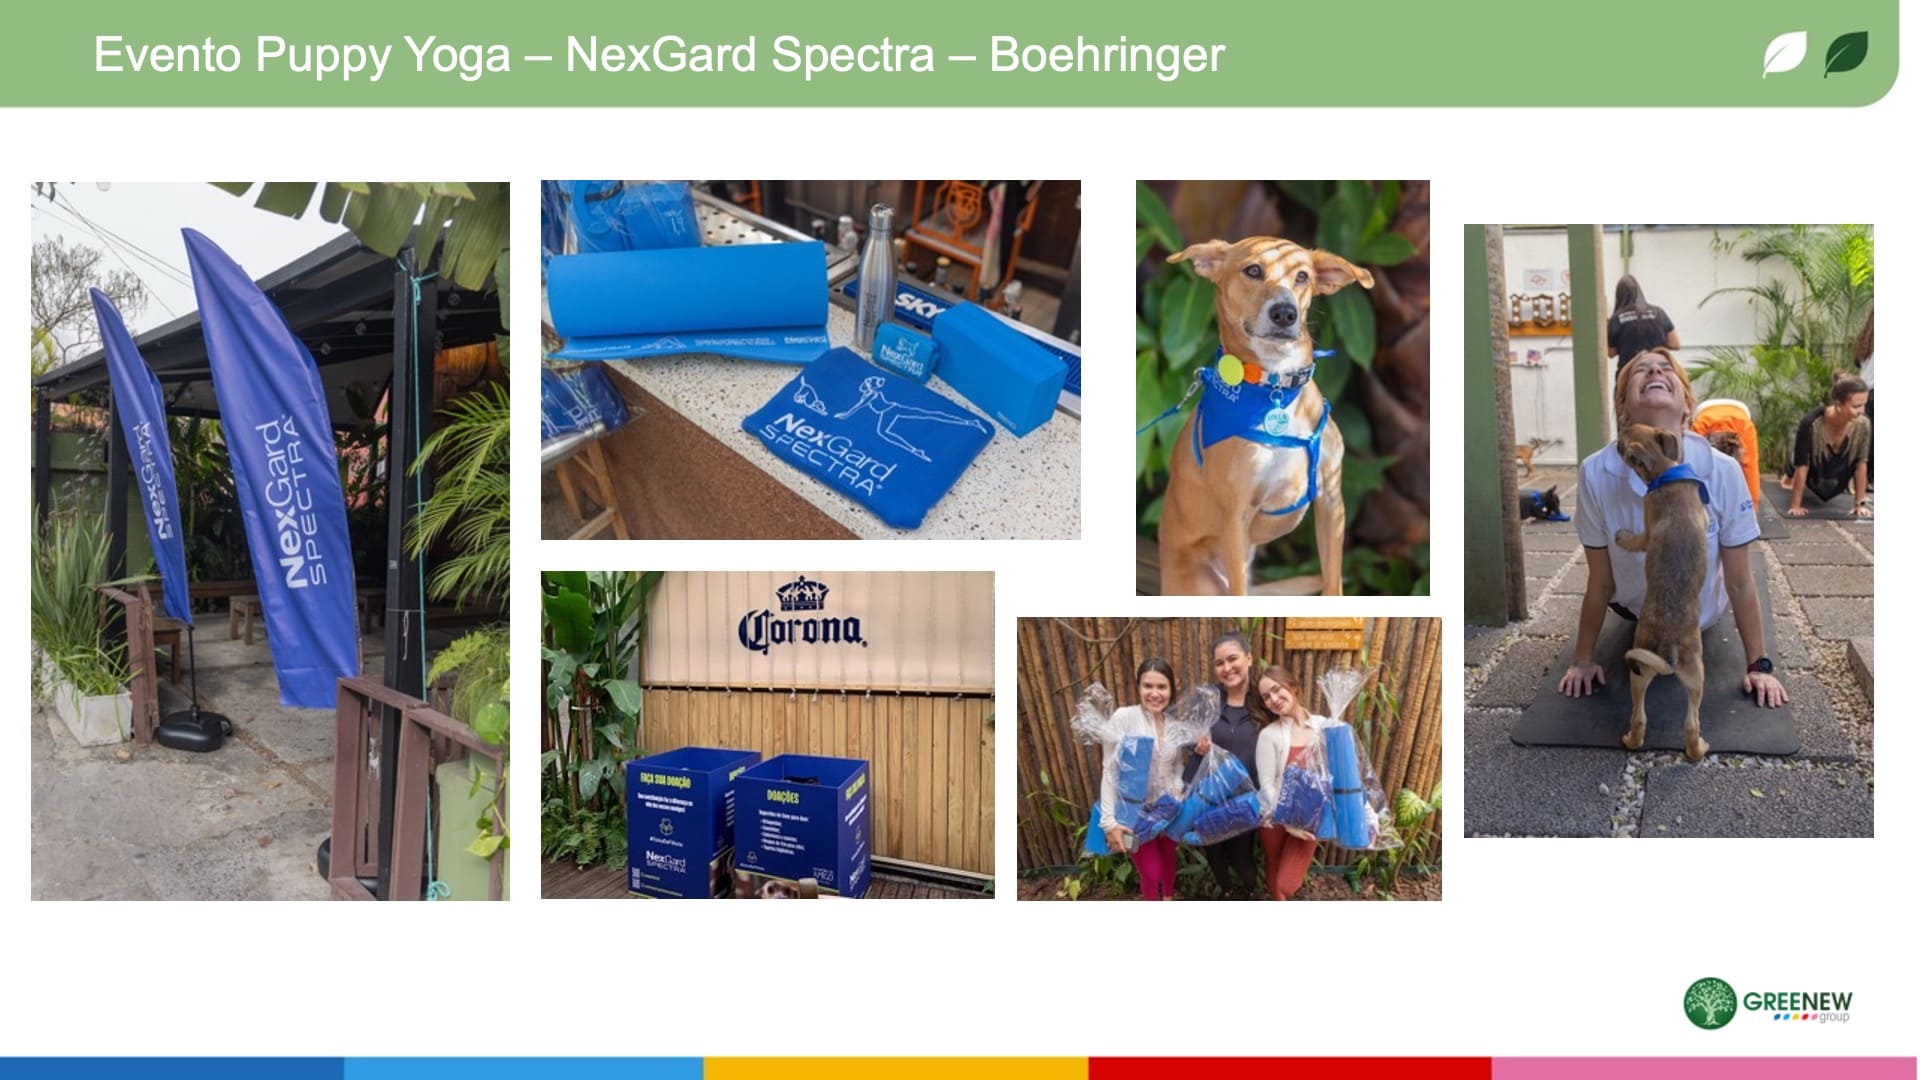 Evento Puppy Yoga – NexGard Spectra – Boehringer
NexGard
SPECTRA
NexGard
SPECTRA
SKY
NexGard
SPECTRA
NexGard
SPECTRA
Corona
FAÇA SUA DOAÇÃO
NexGard
SPECTRA
DOAÇÕES
GREENEW
group